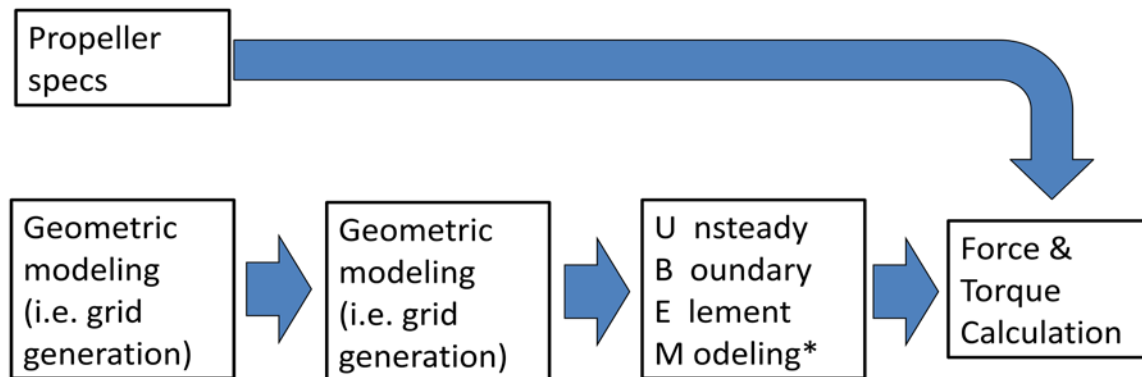 Propeller
specs
Geometric
modeling
(i.e. grid
generation)
Geometric
modeling
(i.e. grid
generation)
U nsteady
B oundary
E lement
M odeling*
Force &
Torque
Calculation